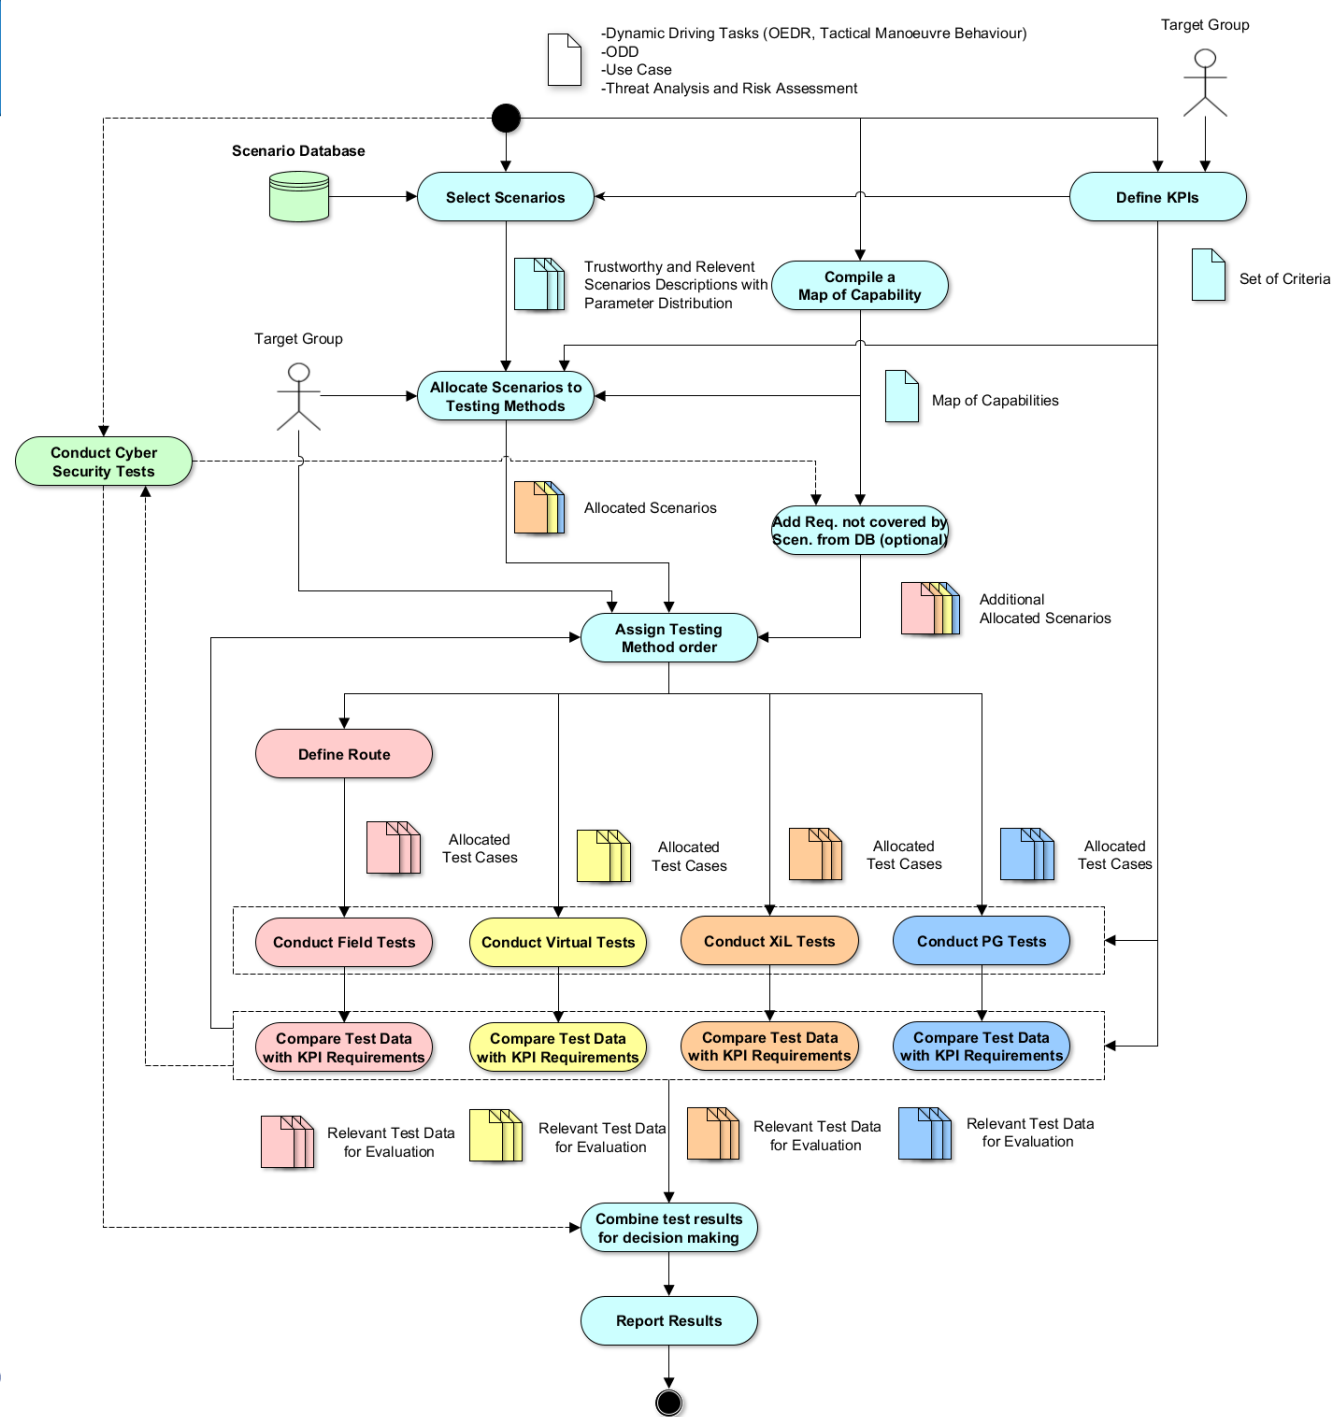 Target Group
-Dynamic Driving Tasks (OEDR, Tactical Manoeuvre Behaviour)
-ODD
-Use Case
-Threat Analysis and Risk Assessment
Scenario Database
Select Scenarios
Define KPIs
Trustworthy and Relevent
Scenarios Descriptions with
Parameter Distribution
Compile a
Map of Capability
Set of Criteria
Target Group
Allocate Scenarios to
Testing Methods
Map of Capabilities
Conduct Cyber
Security Tests
Allocated Scenarios
Add Req. not covered by
Scen. from DB (optional)
Additional
Allocated Scenarios
Assign Testing
Method order
Define Route
Allocated
Test Cases
Allocated
Test Cases
Allocated
Test Cases
Allocated
Test Cases
Conduct Field Tests
Conduct Virtual Tests
Conduct XiL Tests
Conduct PG Tests
Compare Test Data
with KPI Requirements
Compare Test Data
with KPI Requirements
Compare Test Data
with KPI Requirements
Compare Test Data
with KPI Requirements
Relevant Test Data
for Evaluation
Relevant Test Data
for Evaluation
Relevant Test Data
for Evaluation
Relevant Test Data
for Evaluation
Combine test results
for decision making
Report Results